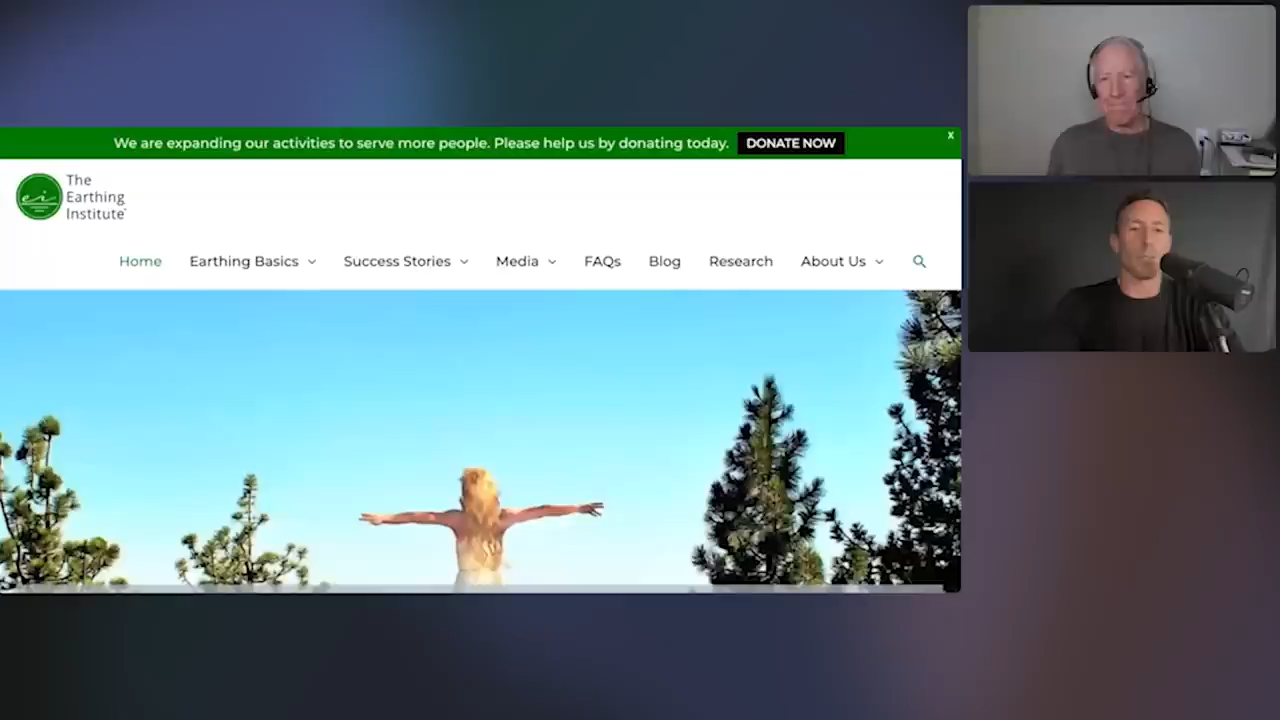 We are expanding our activities to serve more people. Please help us by donating today. DONATE NOW x
ei The
Earthing
Institute
Home Earthing Basics Success Stories Media FAQs Blog Research About Us